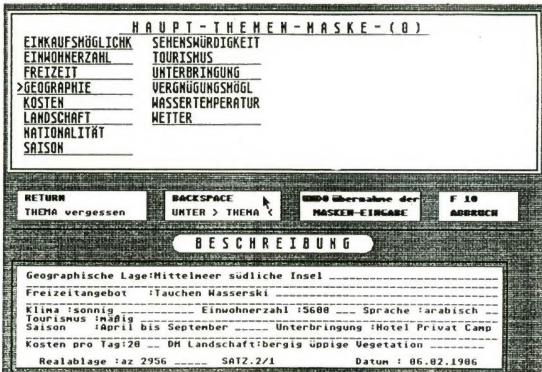 HAUPT-THEMEN-MASKE-(8)
EINKAUFSMÖGLICHK SEHENSWÜRDIGKEIT
EINWOHNERZAHL TOURISMUS
FREIZEIT UNTERBRINGUNG
>GEOGRAPHIE VERGNÜGUNGSMÖGL
KOSTEN WASSERTEMPERATUR
LANDSCHAFT WETTER
NATIONALITÄT
SAISON
RETURN BACKSPACE UNDO übernahme der F 10
THEMA vergessen UNTER > THEMA < MASKEN-EINGABE ABBRUCH
BESCHREIBUNG
Geographische Lage:Mittelmeer südliche Insel
Freizeitangebot :Tauchen Wasserski
Klima :sonnig Einwohnerzahl :5600 Sprache :arabisch
Tourismus :mäßig
Saison :April bis September Unterbringung :Hotel Privat Camp
Kosten pro Tag:20 DM Landschaft:bergig üppige Vegetation
Realablage :az 2956 SATZ.2/1 Datum : 06.02.1986